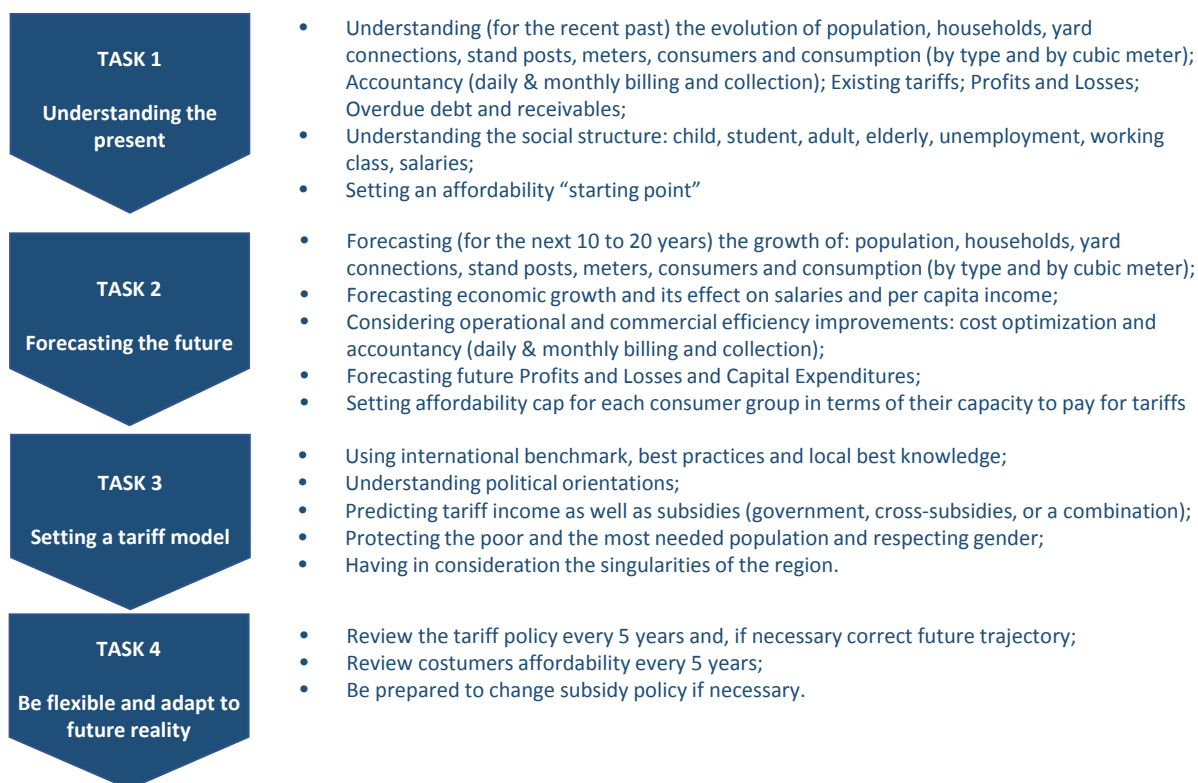 TASK 1
Understanding the
present
• Understanding (for the recent past) the evolution of population, households, yard
connections, stand posts, meters, consumers and consumption (by type and by cubic meter);
Accountancy (daily & monthly billing and collection); Existing tariffs; Profits and Losses;
Overdue debt and receivables;
• Understanding the social structure: child, student, adult, elderly, unemployment, working
class, salaries;
• Setting an affordability “starting point”
TASK 2
Forecasting the future
• Forecasting (for the next 10 to 20 years) the growth of: population, households, yard
connections, stand posts, meters, consumers and consumption (by type and by cubic meter);
• Forecasting economic growth and its effect on salaries and per capita income;
• Considering operational and commercial efficiency improvements: cost optimization and
accountancy (daily & monthly billing and collection);
• Forecasting future Profits and Losses and Capital Expenditures;
• Setting affordability cap for each consumer group in terms of their capacity to pay for tariffs
TASK 3
Setting a tariff model
• Using international benchmark, best practices and local best knowledge;
• Understanding political orientations;
• Predicting tariff income as well as subsidies (government, cross-subsidies, or a combination);
• Protecting the poor and the most needed population and respecting gender;
• Having in consideration the singularities of the region.
TASK 4
Be flexible and adapt to
future reality
• Review the tariff policy every 5 years and, if necessary correct future trajectory;
• Review costumers affordability every 5 years;
• Be prepared to change subsidy policy if necessary.